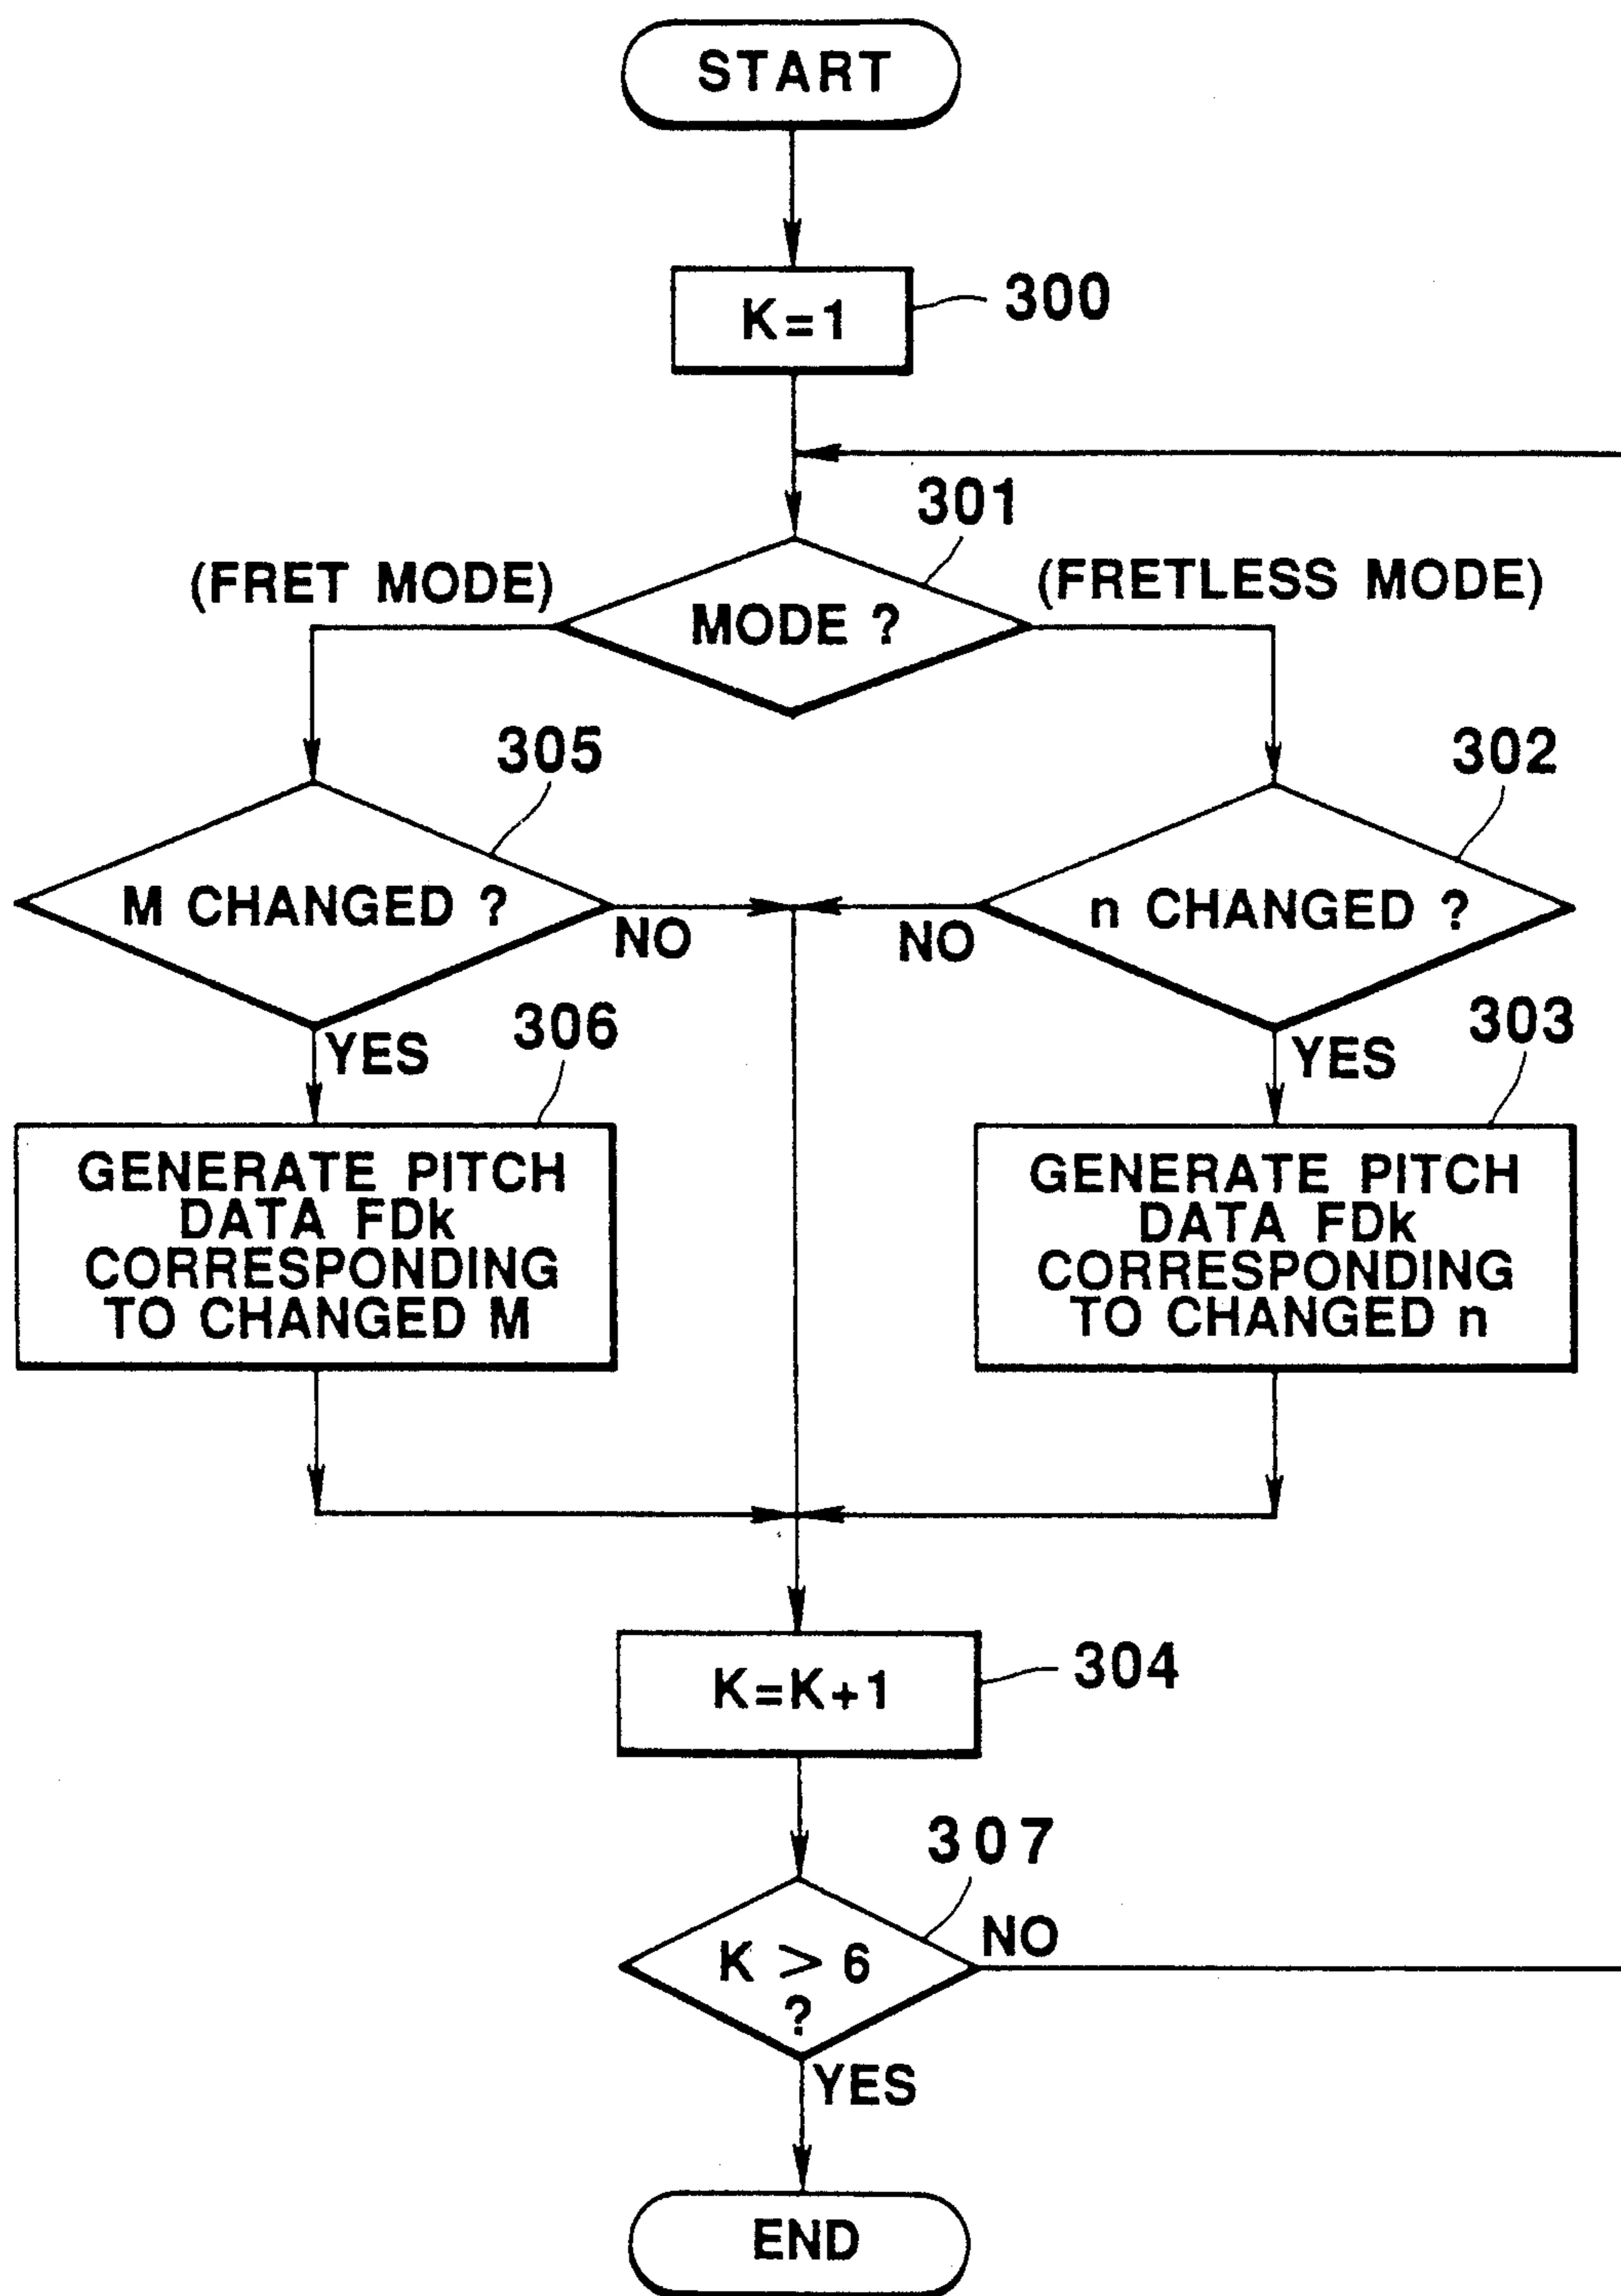 START
K=1
300
301
(FRET MODE)
(FRETLESS MODE)
MODE ?
305
302
M CHANGED ?
n CHANGED ?
NO
NO
306
303
YES
YES
GENERATE PITCH
DATA FDk
CORRESPONDING
TO CHANGED M
GENERATE PITCH
DATA FDk
CORRESPONDING
TO CHANGED n
304
K=K+1
307
NO
K > 6
?
YES
END